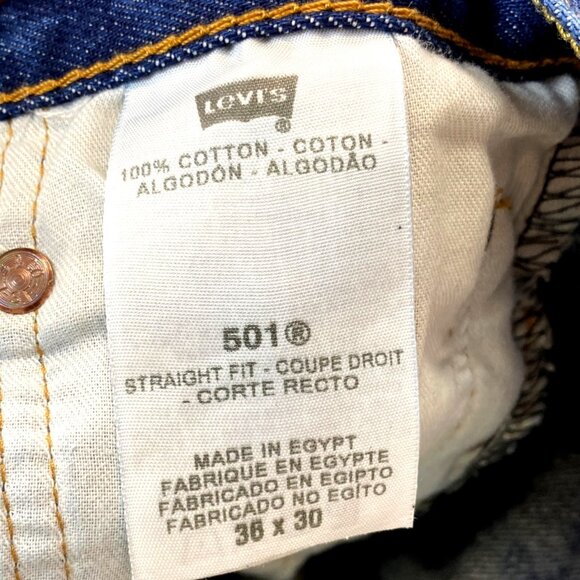 Levi's
®
100% COTTON - COTON -
ALGODÓN - ALGODÃO
501®
STRAIGHT FIT - COUPE DROIT
- CORTE RECTO
MADE IN EGYPT
FABRIQUE EN EGYPTE
FABRICADO EN EGIPTO
FABRICADO NO EGÍTO
36 x 30